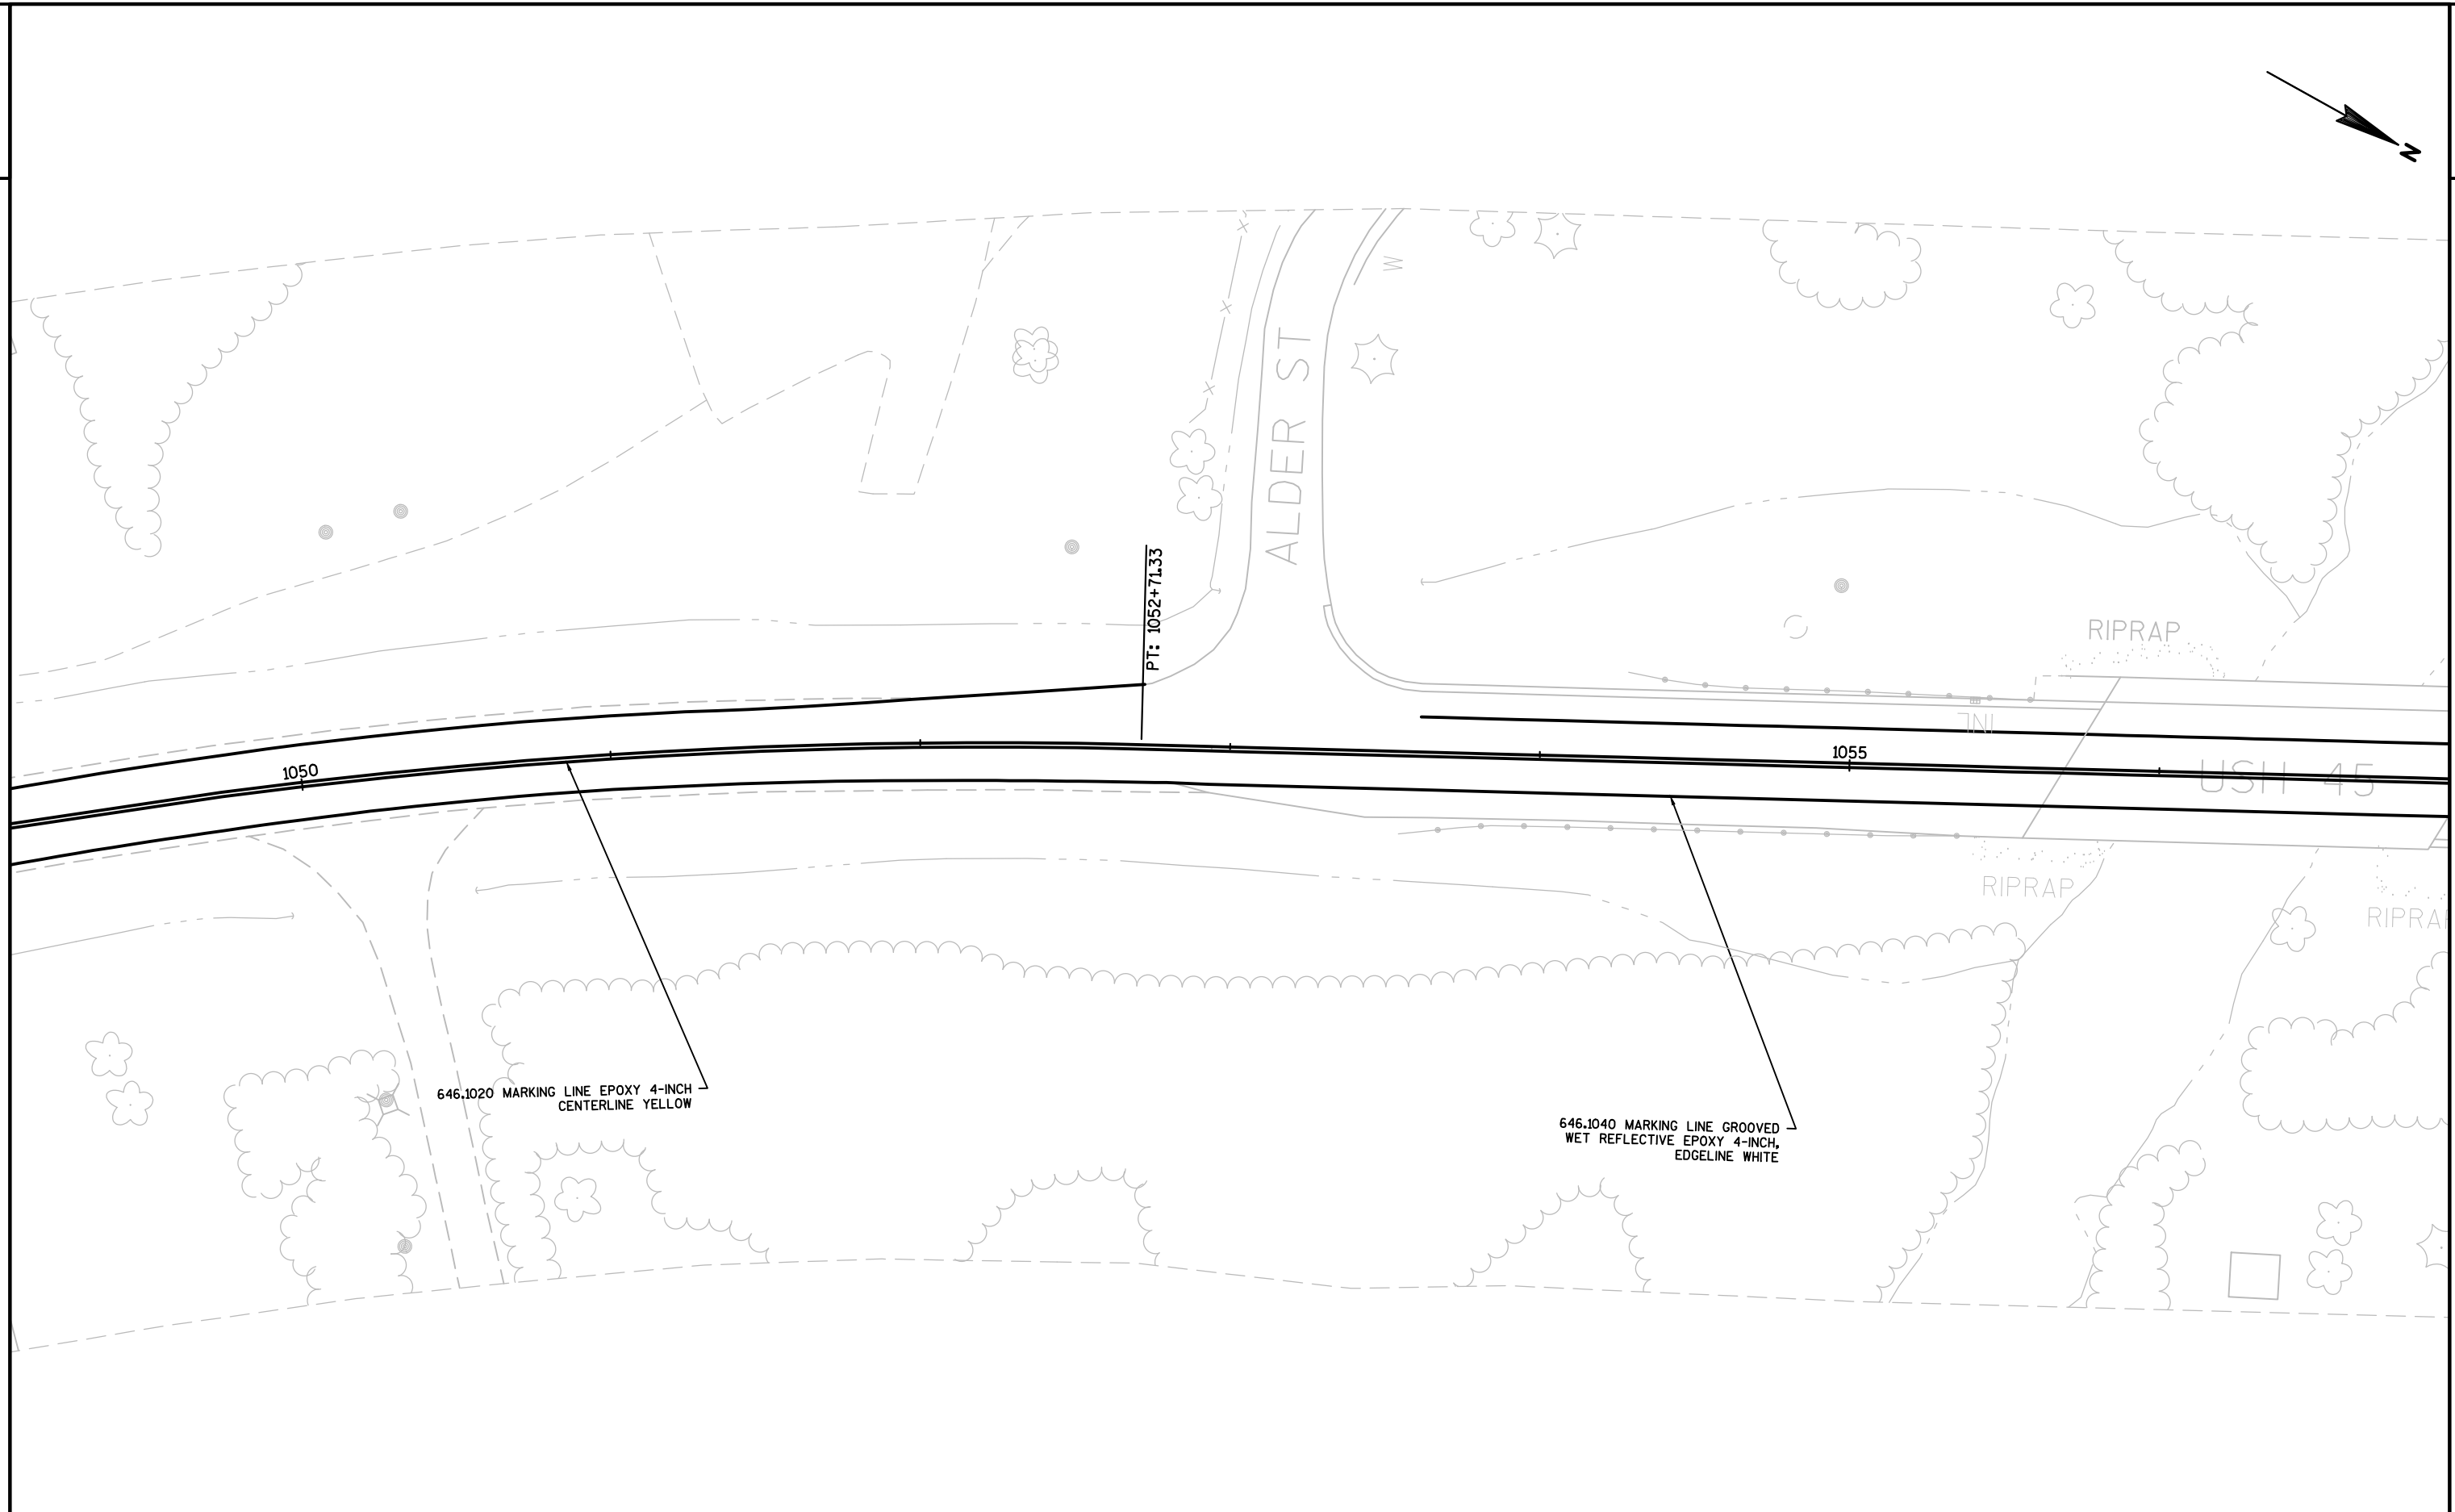 N
W
ALDER ST
PT: 1052+71.33
RIPRAP
INL
1050
1055
USH 45
RIPRAP
RIPRAP
646.1020 MARKING LINE EPOXY 4-INCH
CENTERLINE YELLOW
646.1040 MARKING LINE GROOVED
WET REFLECTIVE EPOXY 4-INCH,
EDGELINE WHITE